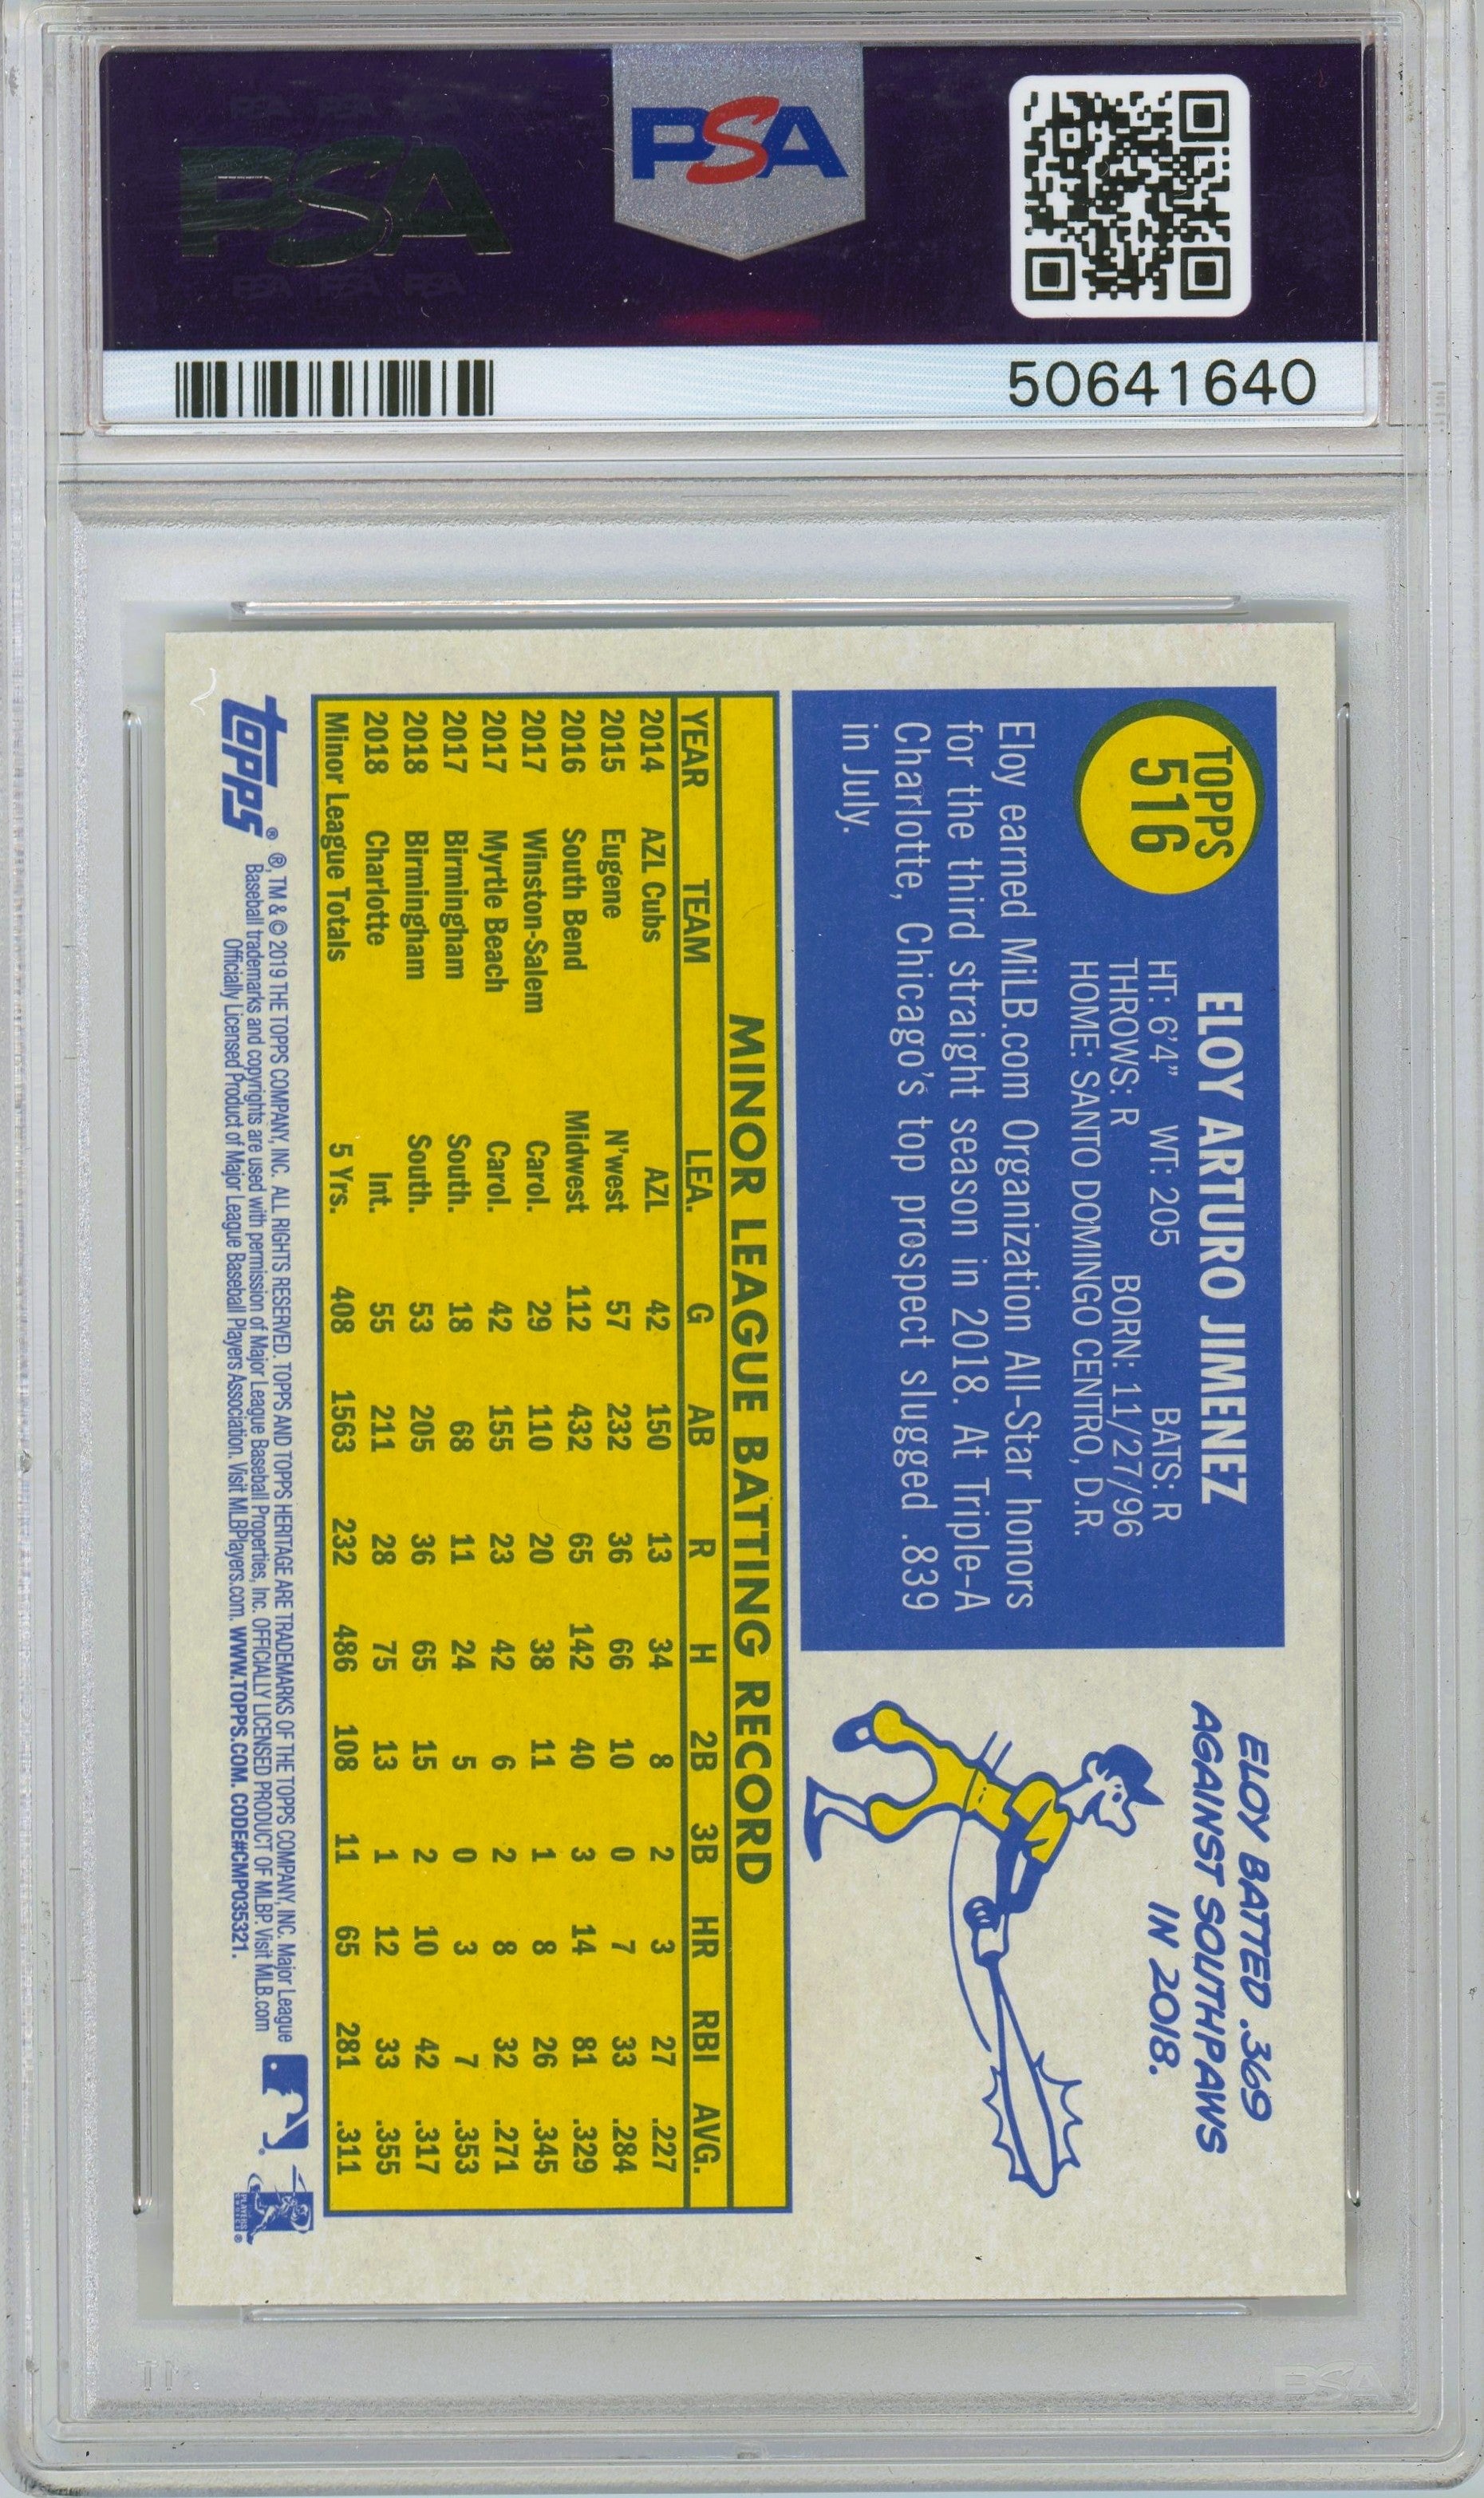 PSA
PSA
50641640
TOPPS
516
ELOY ARTURO JIMENEZ
HT: 6'4" WT: 205 BATS: R
THROWS: R BORN: 11/27/96
HOME: SANTO DOMINGO CENTRO, D.R.
Eloy earned MiLB.com Organization All-Star honors
for the third straight season in 2018. At Triple-A
Charlotte, Chicago's top prospect slugged .839
in July.
ELOY BATTED .369
AGAINST SOUTHPAWS
IN 2018.
MINOR LEAGUE BATTING RECORD
YEAR TEAM LEA. G AB R H 2B 3B HR RBI AVG.
2014 AZL Cubs AZL 42 150 13 34 8 2 3 27 .227
2015 Eugene N'west 57 232 36 66 10 0 7 33 .284
2016 South Bend Midwest 112 432 65 142 40 3 14 81 .329
2017 Winston-Salem Carol. 29 110 20 38 11 1 8 26 .345
2017 Myrtle Beach Carol. 42 155 23 42 6 2 8 32 .271
2017 Birmingham South. 18 68 11 24 5 0 3 7 .353
2018 Birmingham South. 53 205 36 65 15 2 10 42 .317
2018 Charlotte Int. 55 211 28 75 13 1 12 33 .355
Minor League Totals 5 Yrs. 408 1563 232 486 108 11 65 281 .311
topps®
®, TM & © 2019 THE TOPPS COMPANY, INC. ALL RIGHTS RESERVED. TOPPS AND TOPPS HERITAGE ARE TRADEMARKS OF THE TOPPS COMPANY, INC. Major League
Baseball trademarks and copyrights are used with permission of Major League Baseball Properties, Inc. OFFICIALLY LICENSED PRODUCT OF MLBP. Visit MLB.com
Officially Licensed Product of Major League Baseball Players Association. Visit MLBPlayers.com. WWW.TOPPS.COM. CODE#CMP035321.
PSA